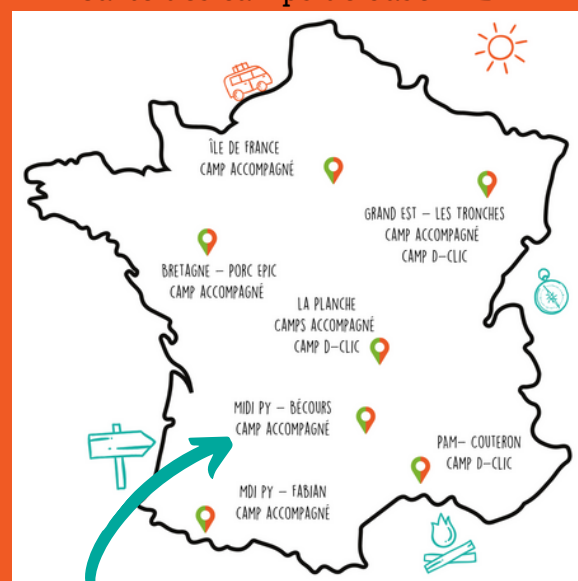 ÎLE DE FRANCE
CAMP ACCOMPAGNÉ
GRAND EST – LES TRONCHES
CAMP ACCOMPAGNÉ
CAMP D-CLIC
BRETAGNE – PORC EPIC
CAMP ACCOMPAGNÉ
LA PLANCHE
CAMPS ACCOMPAGNÉ
CAMP D-CLIC
MIDI PY – BÉCOURS
CAMP ACCOMPAGNÉ
PAM– COUTERON
CAMP D-CLIC
MDI PY – FABIAN
CAMP ACCOMPAGNÉ